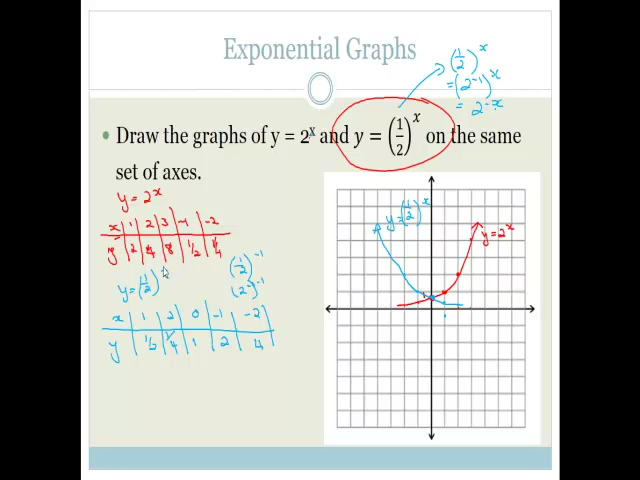 Exponential Graphs
(1/2)^x
= (2^-1)^x
= 2^-x
• Draw the graphs of y = 2^x and y = (1/2)^x on the same
set of axes.
y = 2^x
x 1 2 3 -1 -2
y 2 4 8 1/2 1/4
y = (1/2)
(1/2)^-1
(2^-1)^-1
x 1 2 0 -1 -2
y 1/2 1/4 1 2 4
y = (1/2)^x
y = 2^x